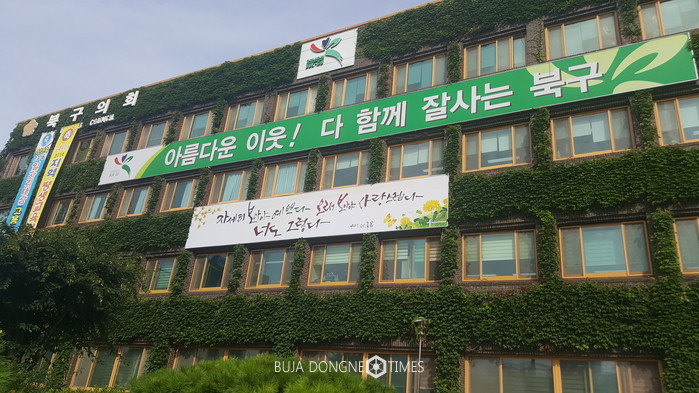 북구의회
COUNCIL
아름다운 이웃! 다 함께 잘사는 북구
자세히 보아야 예쁘다 오래 보아야 사랑스럽다
너도 그렇다
BUJA DONGNE TIMES